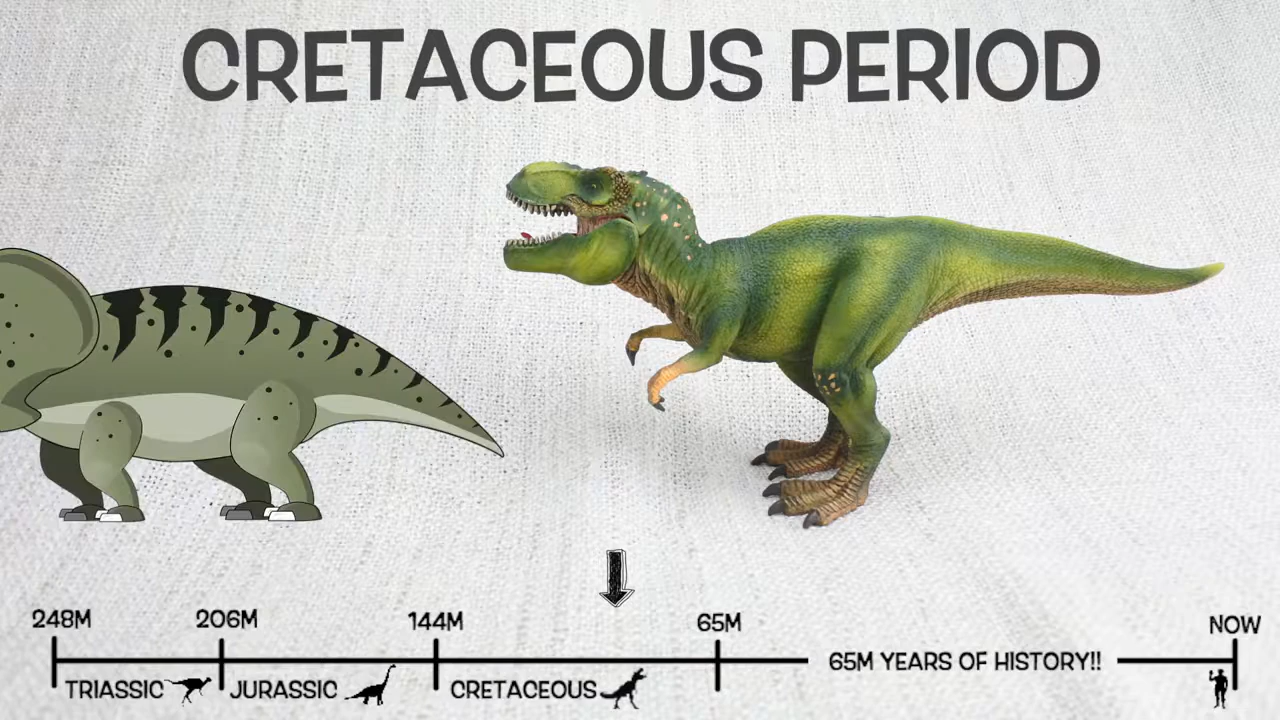 CRETACEOUS PERIOD
248M 206M 144M 65M NOW
65M YEARS OF HISTORY!!
TRIASSIC JURASSIC CRETACEOUS